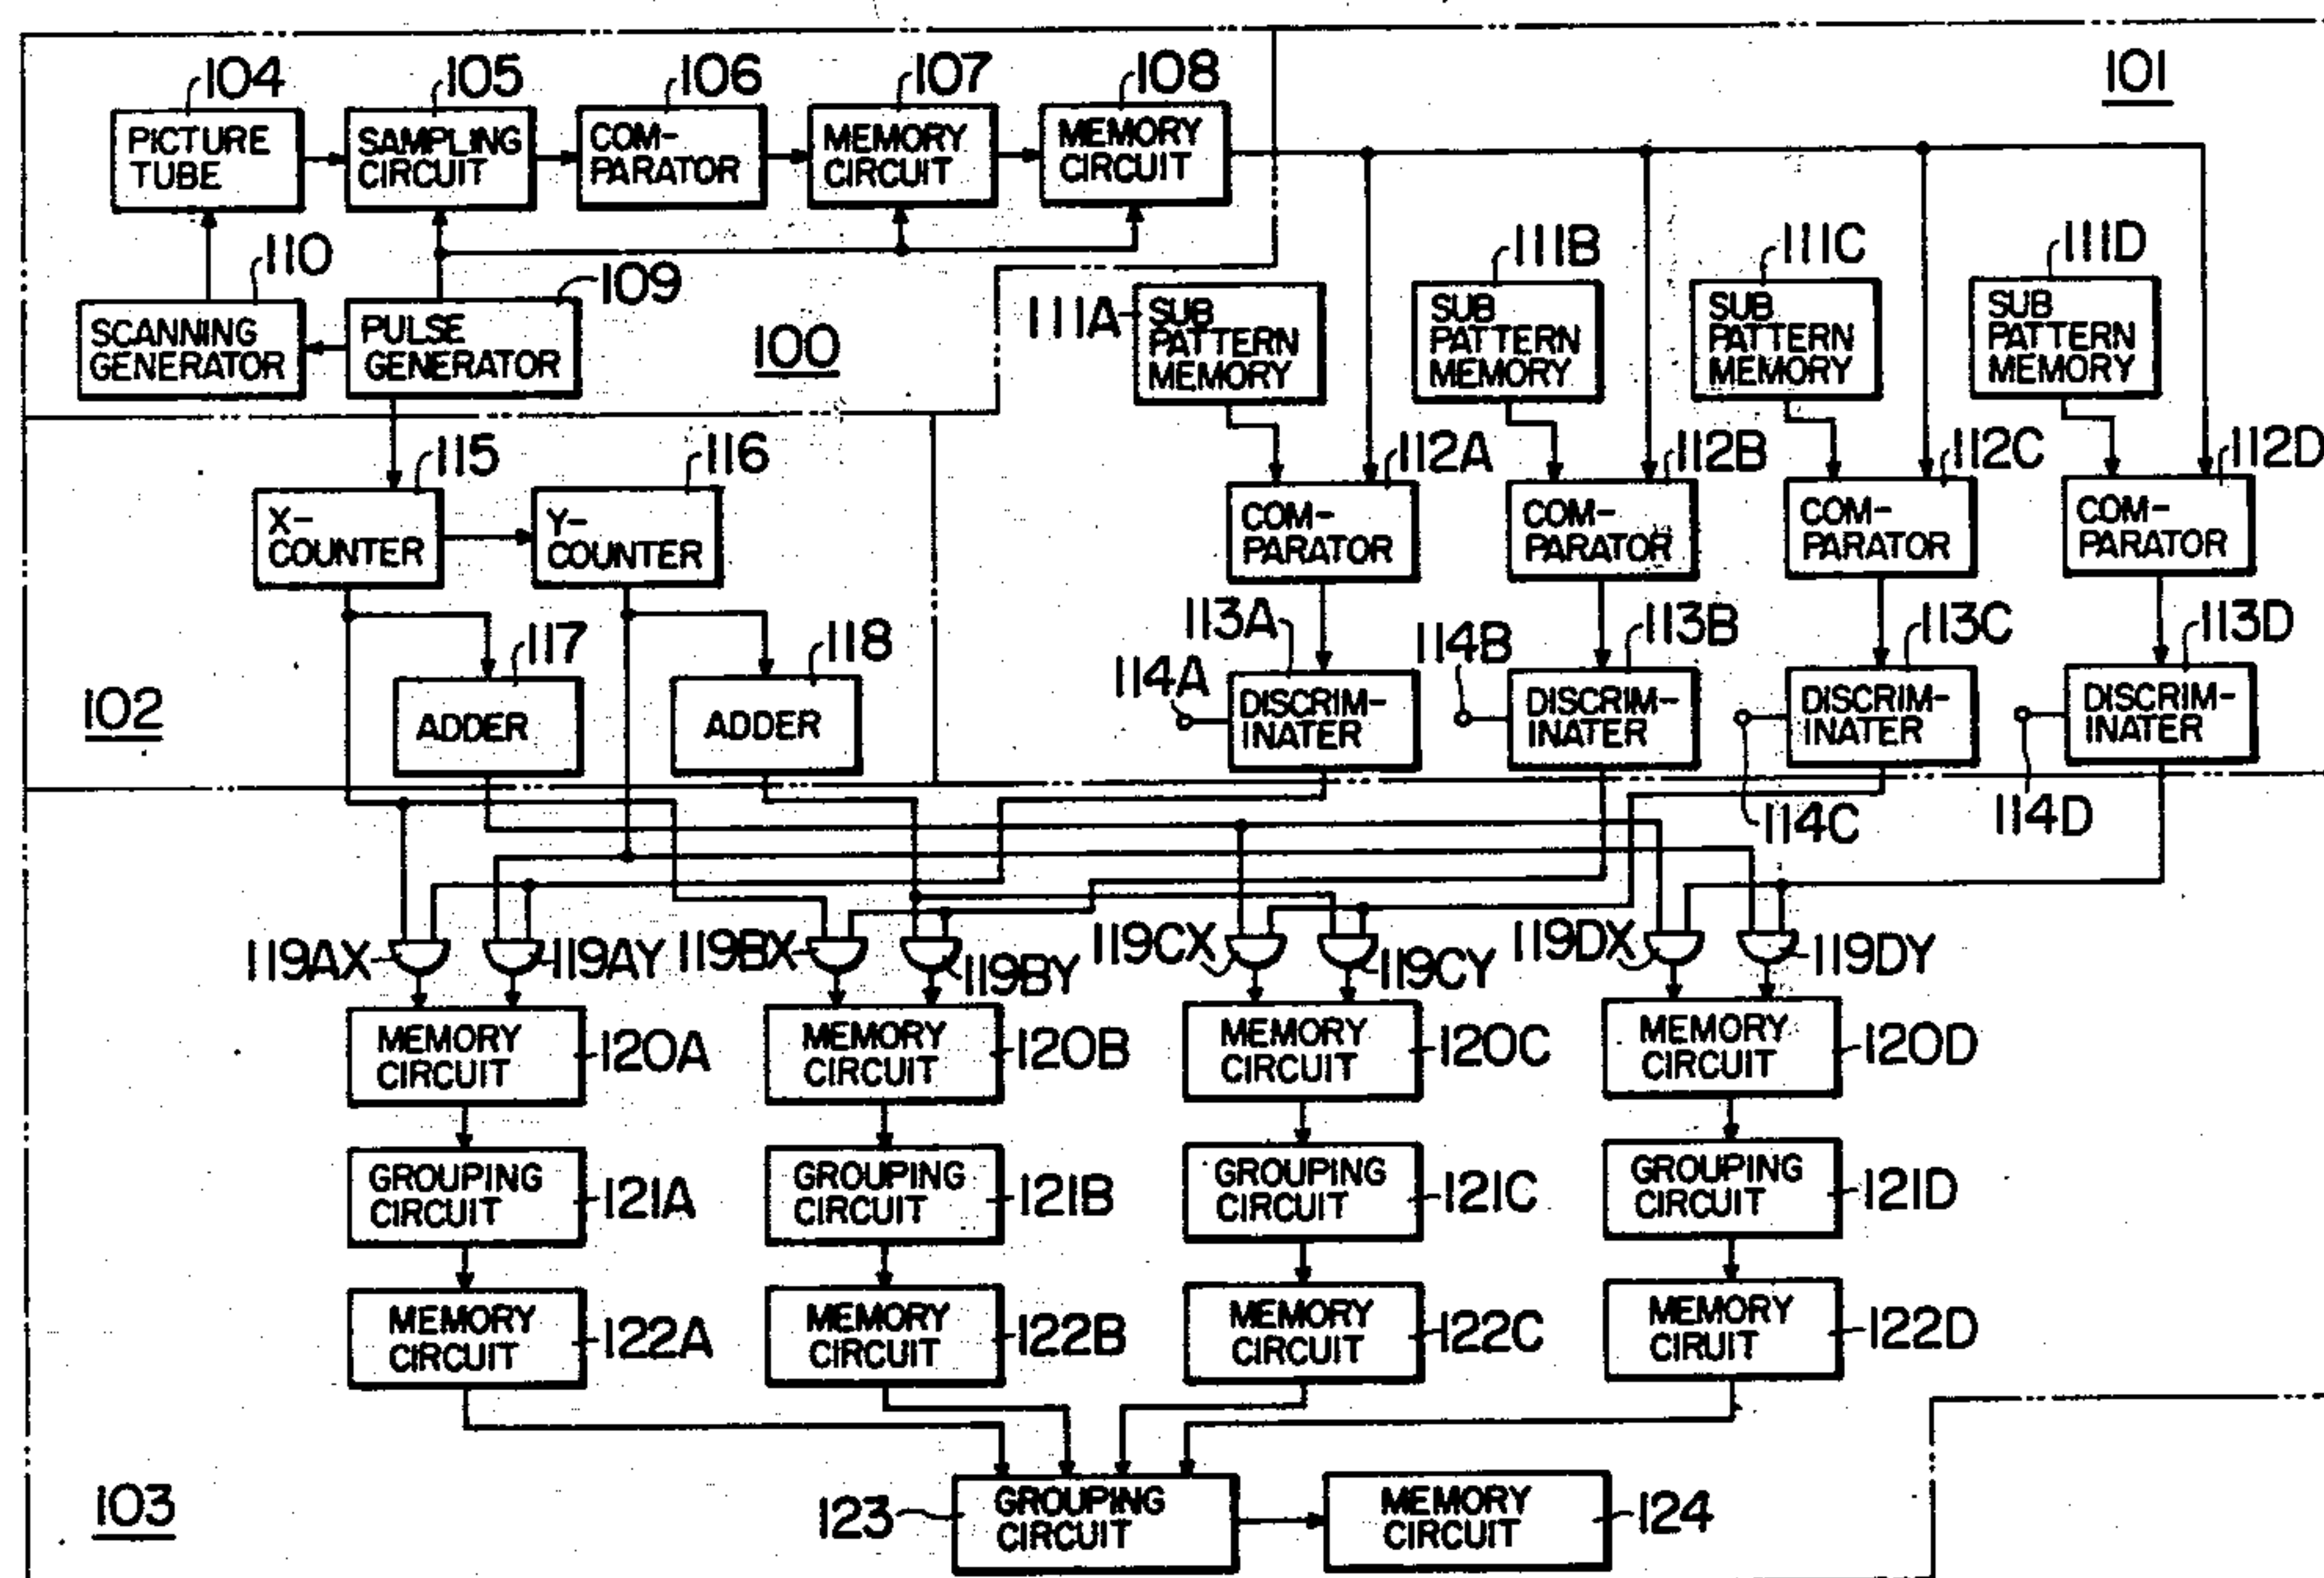 104
105
106
107
108
101
PICTURE
TUBE
SAMPLING
CIRCUIT
COM-
PARATOR
MEMORY
CIRCUIT
MEMORY
CIRCUIT
110
109
111A
111B
111C
111D
SCANNING
GENERATOR
PULSE
GENERATOR
100
SUB
PATTERN
MEMORY
SUB
PATTERN
MEMORY
SUB
PATTERN
MEMORY
SUB
PATTERN
MEMORY
115
116
112A
112B
112C
112D
X-
COUNTER
Y-
COUNTER
COM-
PARATOR
COM-
PARATOR
COM-
PARATOR
COM-
PARATOR
117
118
113A
113B
113C
113D
114A
114B
102
ADDER
ADDER
DISCRIM-
INATER
DISCRIM-
INATER
DISCRIM-
INATER
DISCRIM-
INATER
114C
114D
119AX
119AY
119BX
119BY
119CX
119CY
119DX
119DY
MEMORY
CIRCUIT
120A
MEMORY
CIRCUIT
120B
MEMORY
CIRCUIT
120C
MEMORY
CIRCUIT
120D
GROUPING
CIRCUIT
121A
GROUPING
CIRCUIT
121B
GROUPING
CIRCUIT
121C
GROUPING
CIRCUIT
121D
MEMORY
CIRCUIT
122A
MEMORY
CIRCUIT
122B
MEMORY
CIRCUIT
122C
MEMORY
CIRUIT
122D
103
123
GROUPING
CIRCUIT
MEMORY
CIRCUIT
124